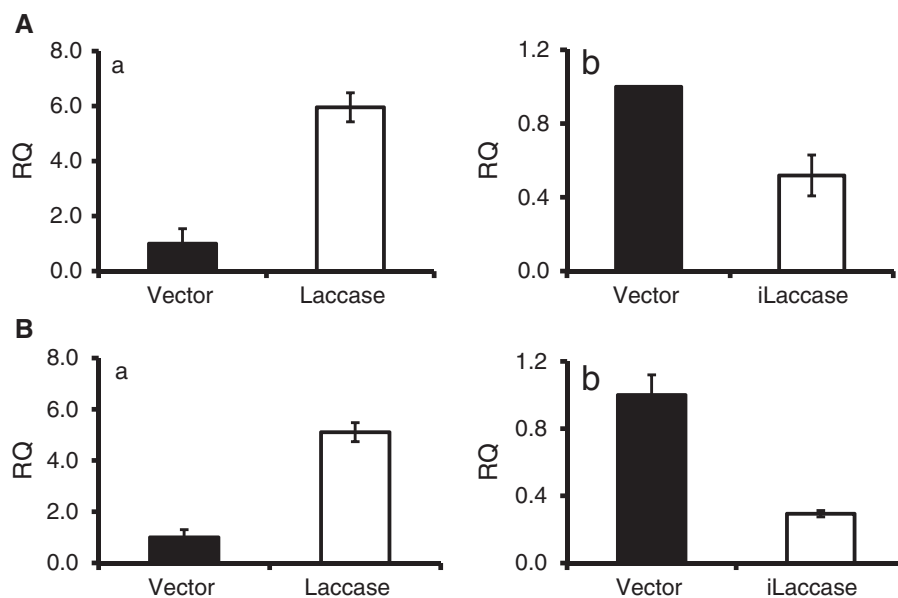 A
a
RQ
8.0
6.0
4.0
2.0
0.0
Vector Laccase
b
RQ
1.2
0.8
0.4
0.0
Vector iLaccase
B
a
RQ
8.0
6.0
4.0
2.0
0.0
Vector Laccase
b
RQ
1.2
0.8
0.4
0.0
Vector iLaccase